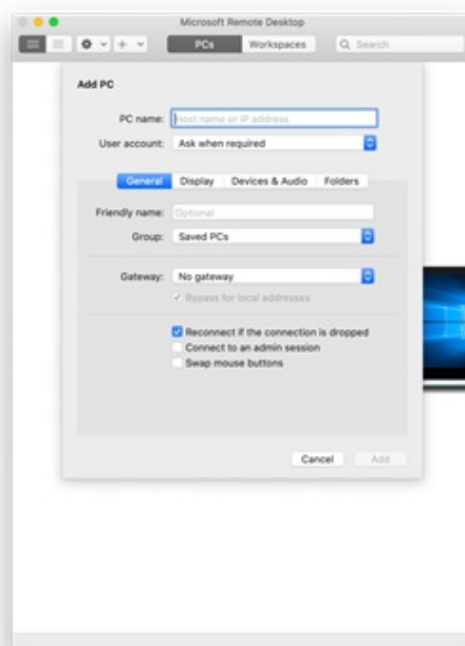 Microsoft Remote Desktop
PCs Workspaces Search
Add PC
PC name: Host name or IP address
User account: Ask when required
General Display Devices & Audio Folders
Friendly name: Optional
Group: Saved PCs
Gateway: No gateway
Bypass for local addresses
Reconnect if the connection is dropped
Connect to an admin session
Swap mouse buttons
Cancel Add